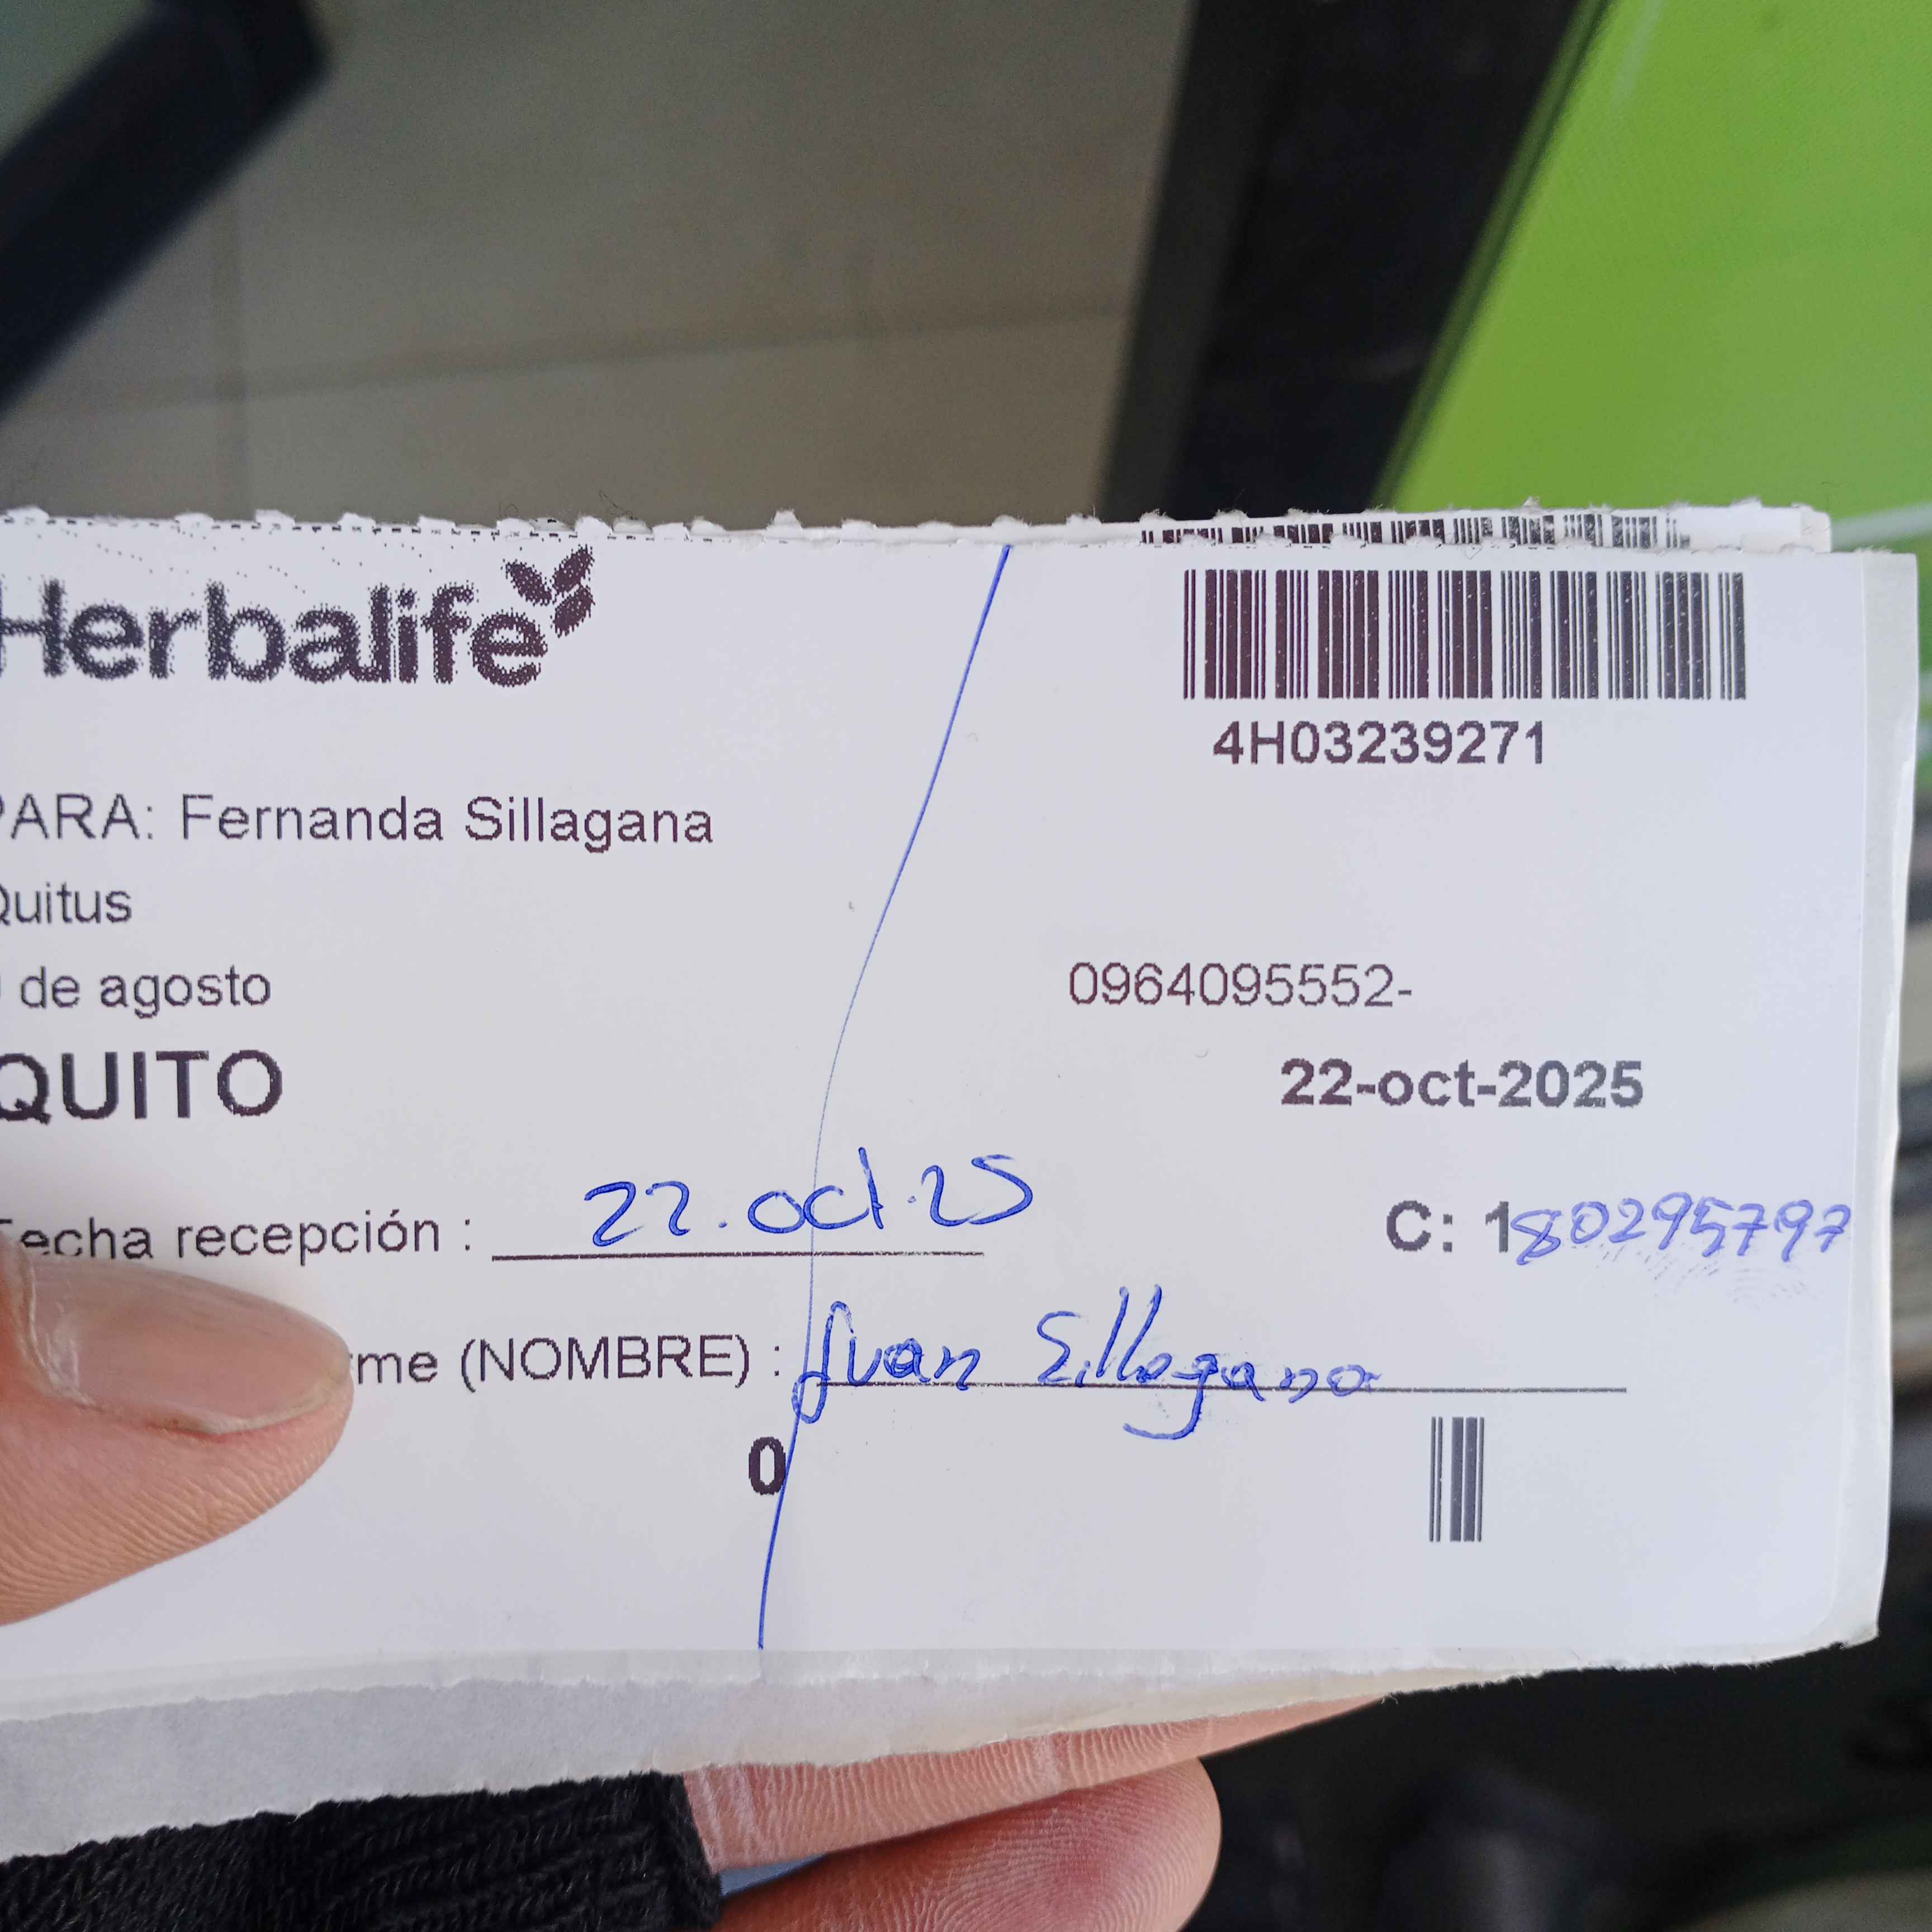 Herbalife
4H03239271
PARA: Fernanda Sillagana
Quitus
de agosto
0964095552-
QUITO
22-oct-2025
Fecha recepción : 22.oct.25
C: 180295797
me (NOMBRE) : Juan Sillagana
0